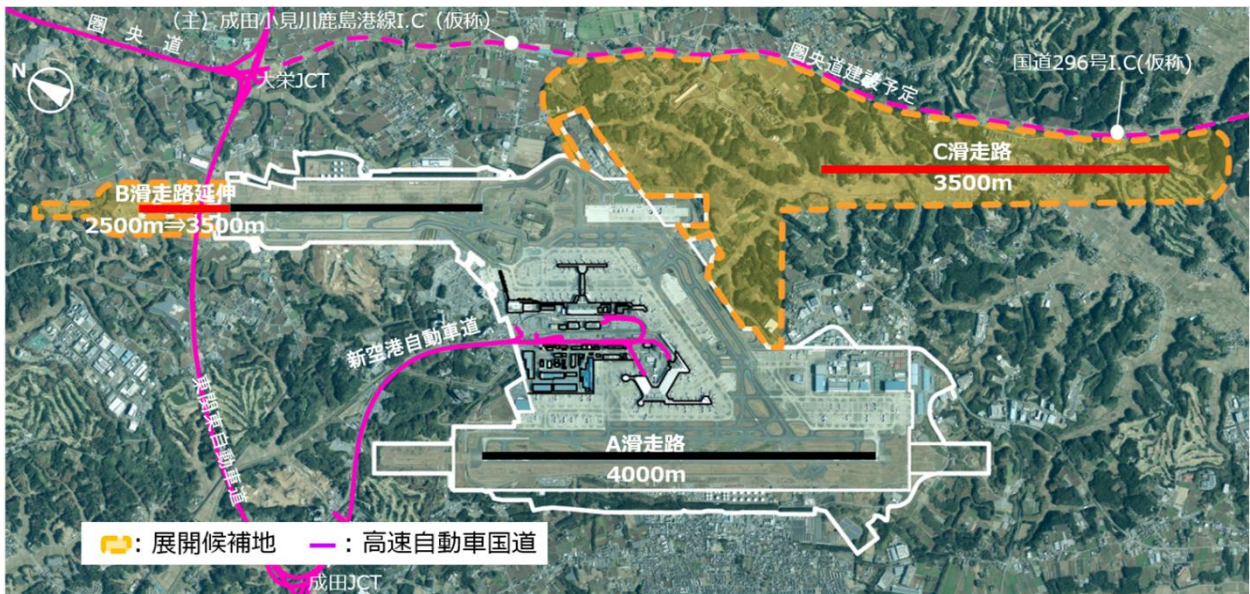 (主) 成田小見川鹿島港線I.C (仮称)
圏央道
N
大栄JCT
圏央道建設予定
国道296号I.C(仮称)
C滑走路
3500m
B滑走路延伸
2500m⇒3500m
新空港自動車道
東関東自動車道
A滑走路
4000m
: 展開候補地
: 高速自動車国道
成田JCT